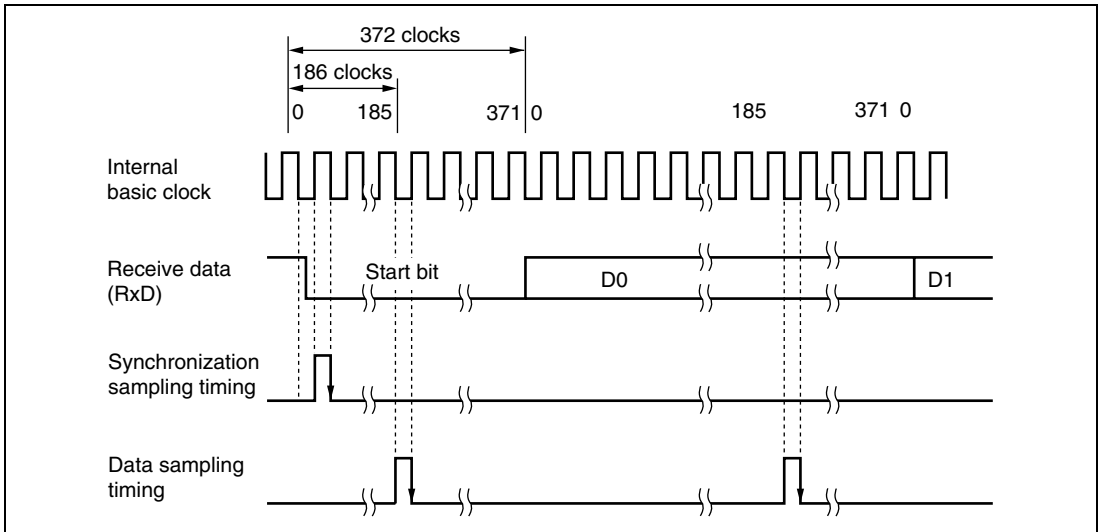 372 clocks
186 clocks
0 185 371 0 185 371 0
Internal
basic clock
Receive data
(RxD)
Start bit D0 D1
Synchronization
sampling timing
Data sampling
timing